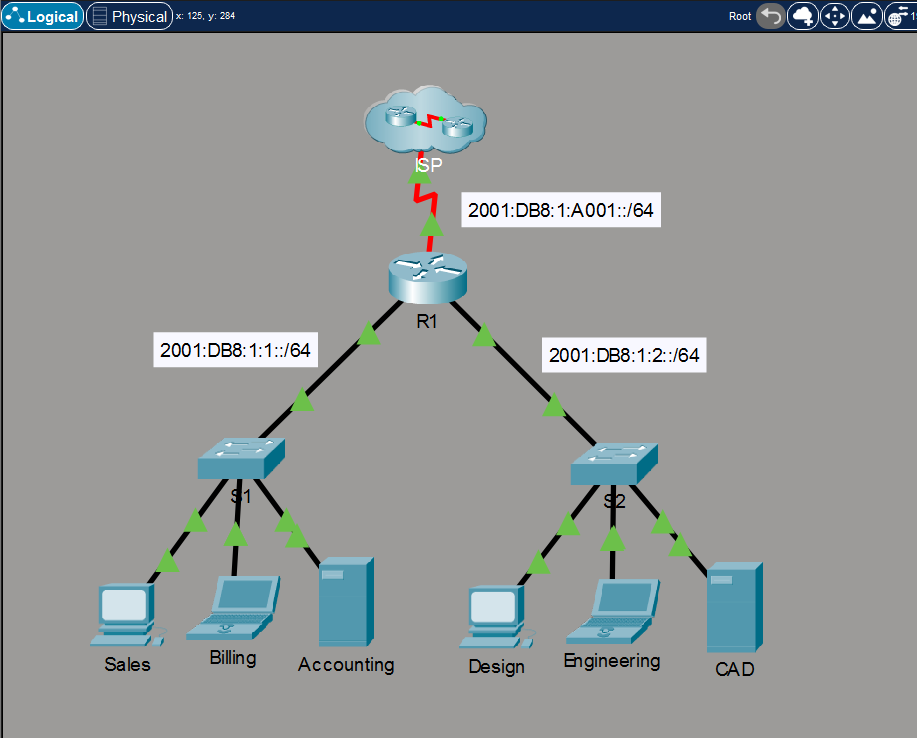 Logical
Physical
x: 125, y: 284
Root
ISP
2001:DB8:1:A001::/64
R1
2001:DB8:1:1::/64
2001:DB8:1:2::/64
S1
S2
Sales
Billing
Accounting
Design
Engineering
CAD